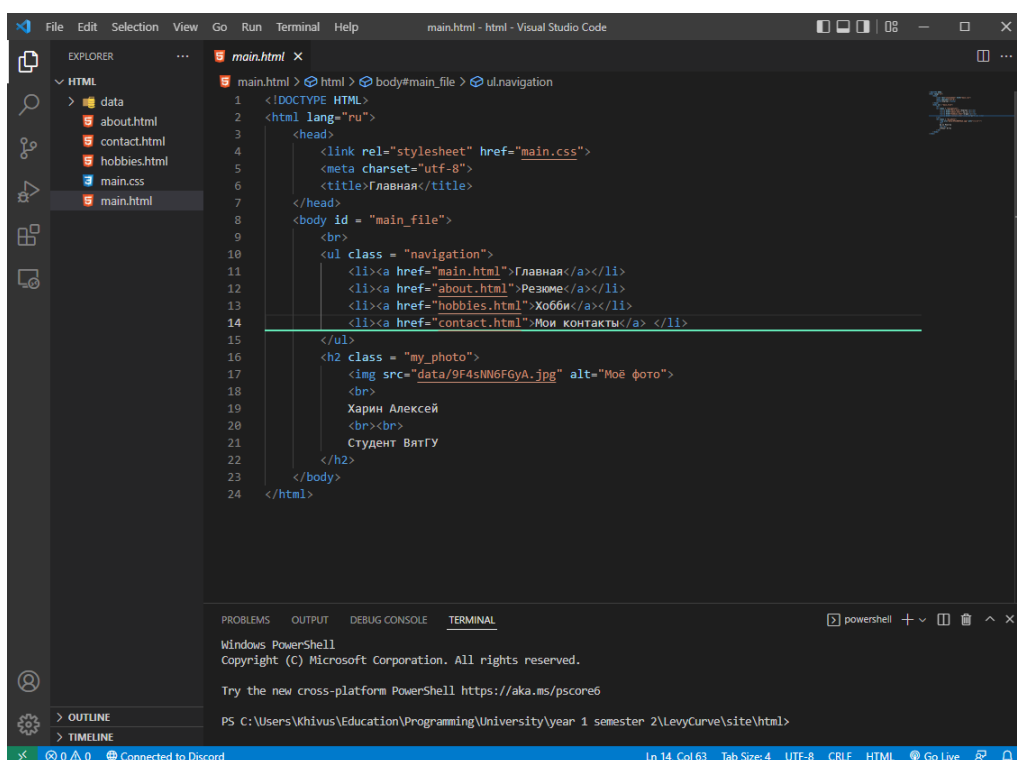 File Edit Selection View Go Run Terminal Help main.html - html - Visual Studio Code
EXPLORER
HTML
data
about.html
contact.html
hobbies.html
main.css
main.html
main.html
main.html > html > body#main_file > ul.navigation
1 <!DOCTYPE HTML>
2 <html lang="ru">
3 <head>
4 <link rel="stylesheet" href="main.css">
5 <meta charset="utf-8">
6 <title>Главная</title>
7 </head>
8 <body id = "main_file">
9 <br>
10 <ul class = "navigation">
11 <li><a href="main.html">Главная</a></li>
12 <li><a href="about.html">Резюме</a></li>
13 <li><a href="hobbies.html">Хобби</a></li>
14 <li><a href="contact.html">Мои контакты</a> </li>
15 </ul>
16 <h2 class = "my_photo">
17 <img src="data/9F4sNN6FGyA.jpg" alt="Моё фото">
18 <br>
19 Харин Алексей
20 <br><br>
21 Студент ВятГУ
22 </h2>
23 </body>
24 </html>
PROBLEMS OUTPUT DEBUG CONSOLE TERMINAL powershell
Windows PowerShell
Copyright (C) Microsoft Corporation. All rights reserved.
Try the new cross-platform PowerShell https://aka.ms/pscore6
PS C:\Users\Khivus\Education\Programming\University\year 1 semester 2\LevyCurve\site\html>
OUTLINE
TIMELINE
0 0 Connected to Discord Ln 14, Col 63 Tab Size: 4 UTF-8 CRLF HTML Go Live